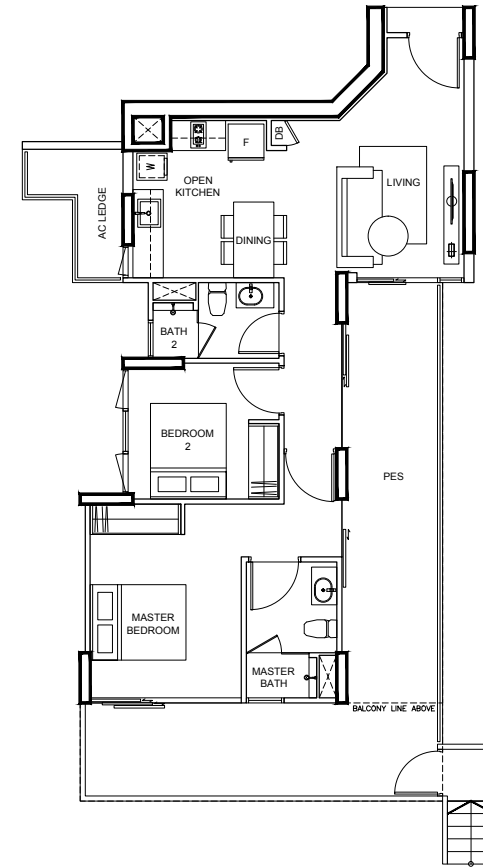 DB
F
W
OPEN
KITCHEN
LIVING
AC LEDGE
DINING
BATH
2
BEDROOM
2
PES
MASTER
BEDROOM
MASTER
BATH
BALCONY LINE ABOVE